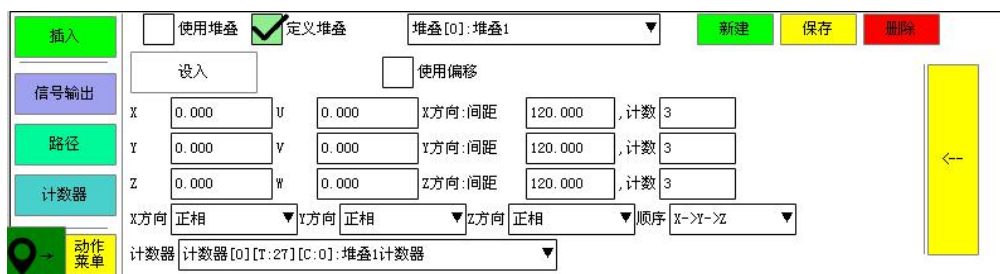 插入 使用堆叠 定义堆叠 堆叠[0]:堆叠1 新建 保存 删除
设入 使用偏移
信号输出
X 0.000 U 0.000 X方向:间距 120.000 ,计数 3
路径 Y 0.000 V 0.000 Y方向:间距 120.000 ,计数 3 <--
计数器 Z 0.000 W 0.000 Z方向:间距 120.000 ,计数 3
X方向 正相 Y方向 正相 Z方向 正相 顺序 X->Y->Z
动作
菜单
计数器 计数器[0][T:27][C:0]:堆叠1计数器